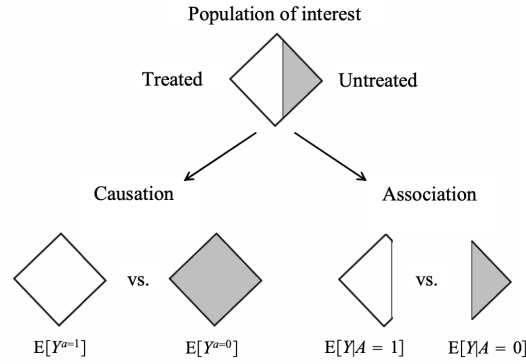 Population of interest
Treated
Untreated
Causation
Association
vs.
vs.
E[Y^{a=1}]
E[Y^{a=0}]
E[Y|A = 1]
E[Y|A = 0]